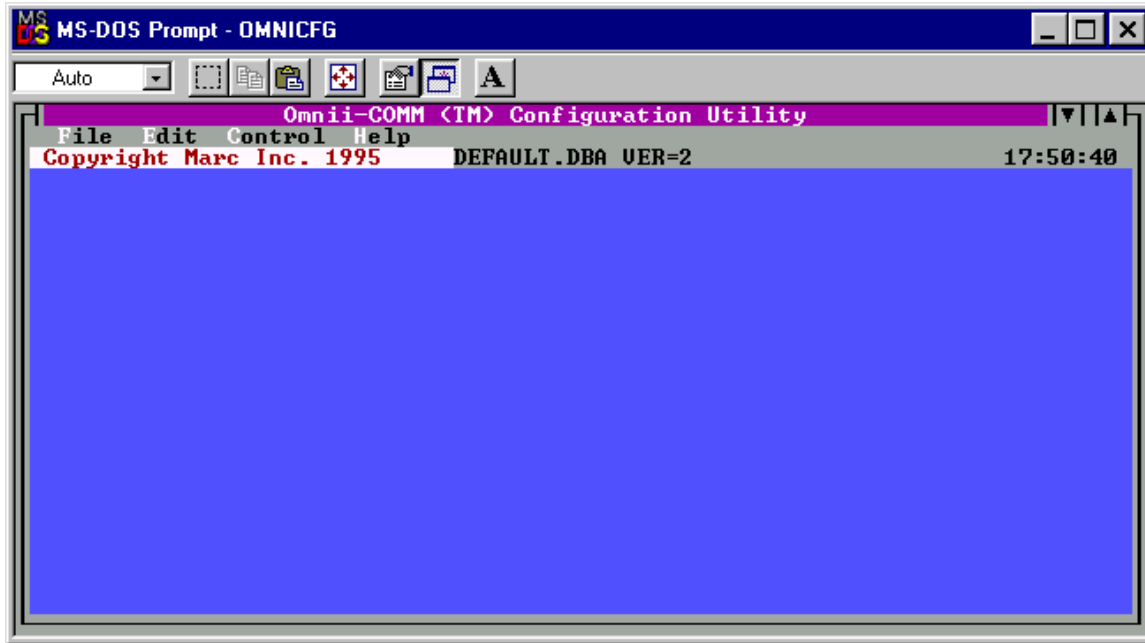 MS-DOS Prompt - OMNICFG
Auto
A
Omnii-COMM (TM) Configuration Utility
File Edit Control Help
Copyright Marc Inc. 1995 DEFAULT.DBA VER=2 17:50:40